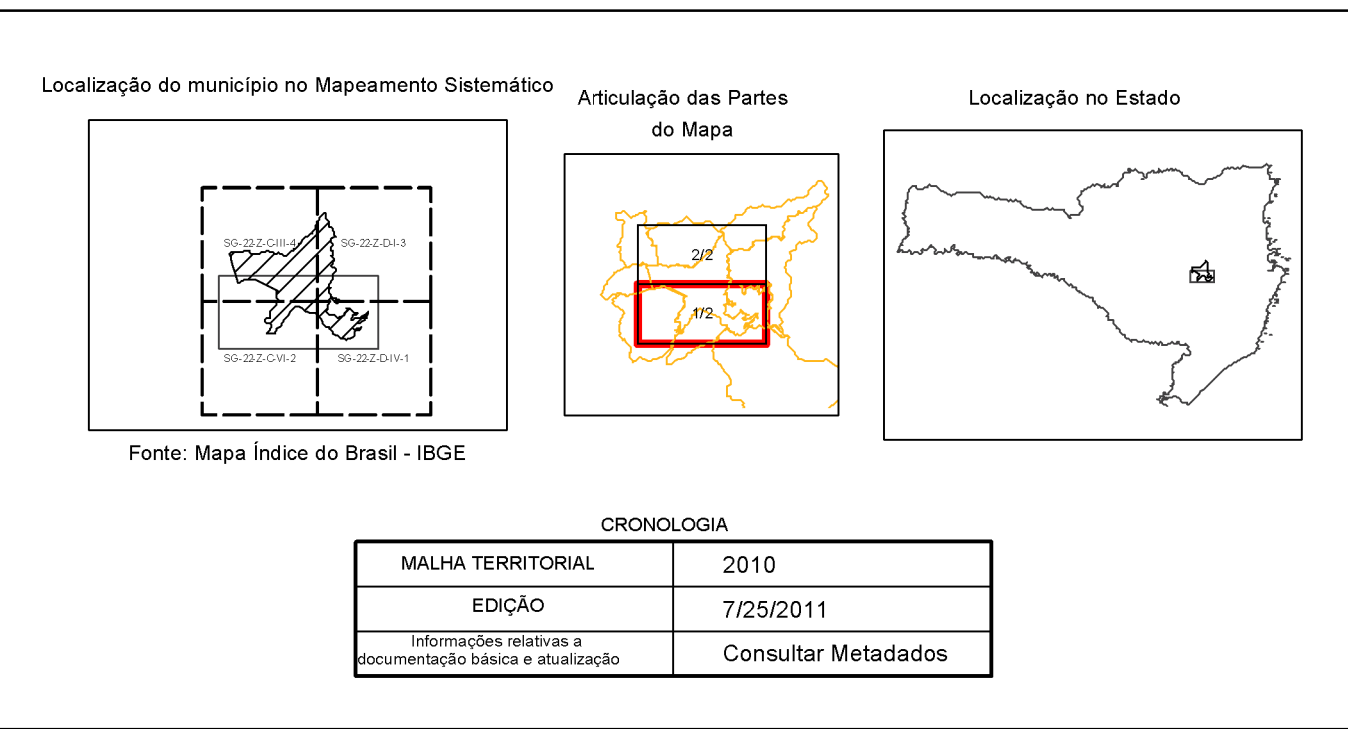 Localização do município no Mapeamento Sistemático
SG-22-Z-C-III-4
SG-22-Z-D-I-3
SG-22-Z-C-VI-2
SG-22-Z-D-IV-1
Fonte: Mapa Índice do Brasil - IBGE
Articulação das Partes
do Mapa
2/2
1/2
Localização no Estado
CRONOLOGIA
MALHA TERRITORIAL 2010
EDIÇÃO 7/25/2011
Informações relativas a
documentação básica e atualização Consultar Metadados